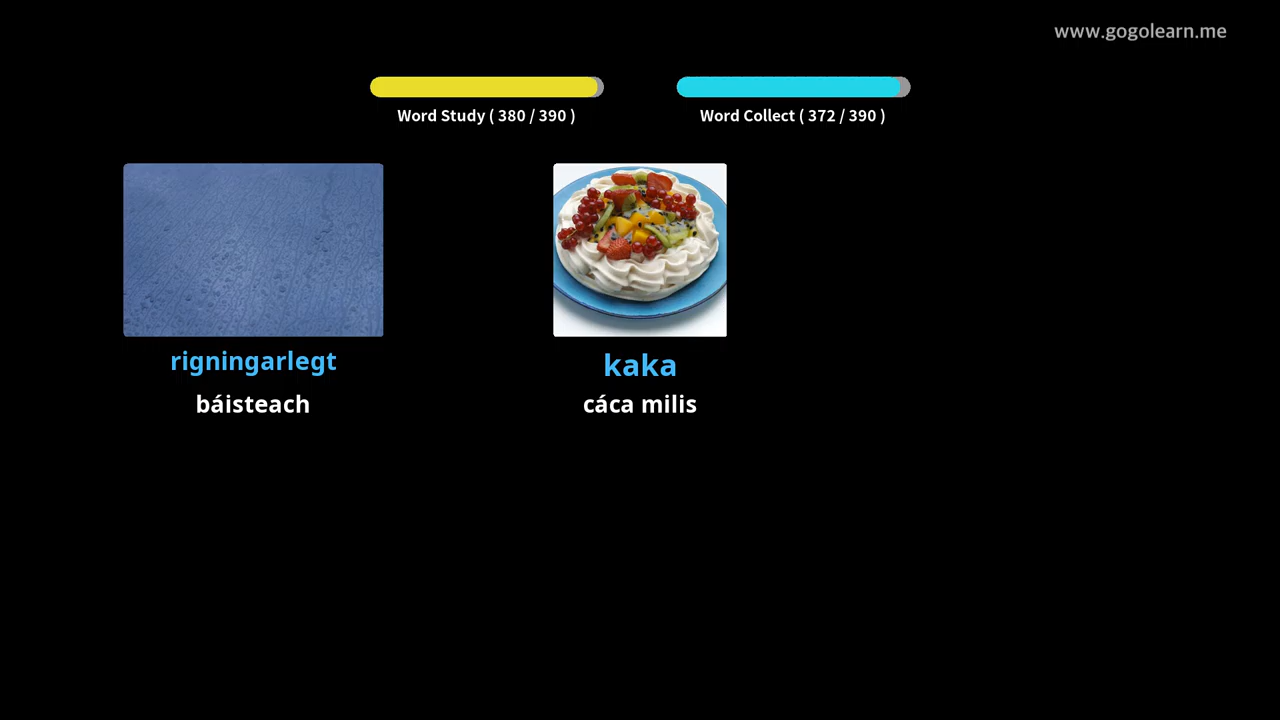 www.gogolearn.me
Word Study ( 380 / 390 )
Word Collect ( 372 / 390 )
rigningarlegt
báisteach
kaka
cáca milis